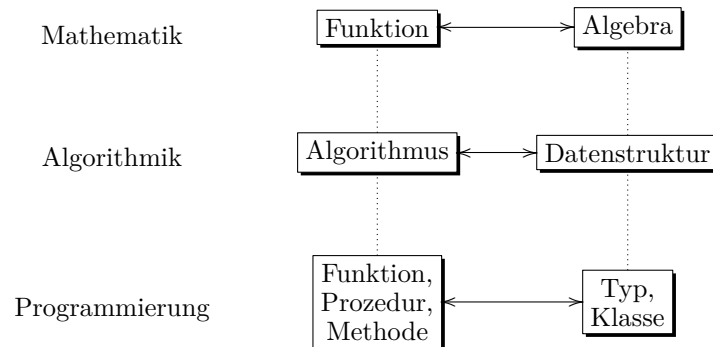 Mathematik
Funktion
Algebra
Algorithmik
Algorithmus
Datenstruktur
Programmierung
Funktion,
Prozedur,
Methode
Typ,
Klasse